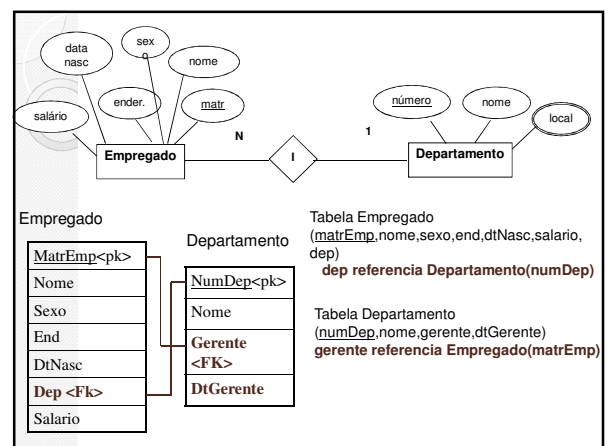 data
nasc
sex
o
nome
salário
ender.
matr
número
nome
local
Empregado
N
I
1
Departamento
Empregado
MatrEmp<pk>
Nome
Sexo
End
DtNasc
Dep <Fk>
Salario
Departamento
NumDep<pk>
Nome
Gerente
<FK>
DtGerente
Tabela Empregado
(matrEmp,nome,sexo,end,dtNasc,salario,
dep)
dep referencia Departamento(numDep)
Tabela Departamento
(numDep,nome,gerente,dtGerente)
gerente referencia Empregado(matrEmp)